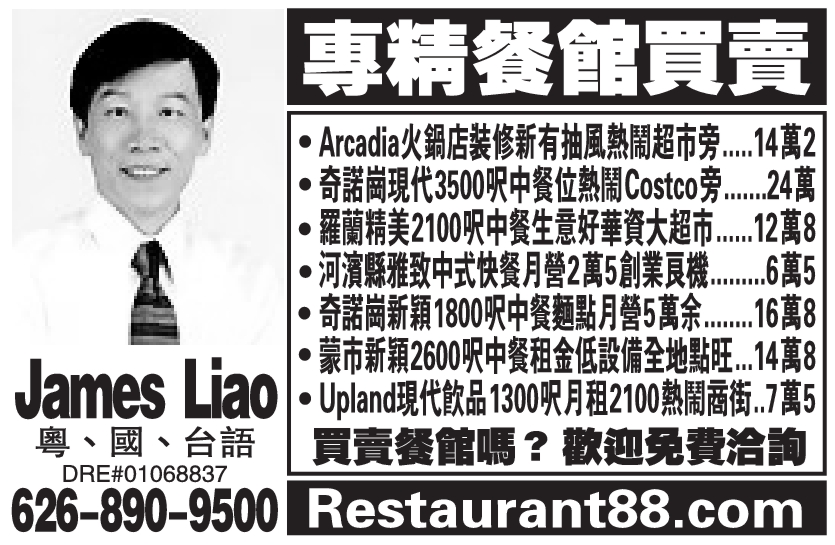 專精餐館買賣
• Arcadia火鍋店裝修新有抽風熱鬧超市旁.....14萬2
• 奇諾崗現代3500呎中餐位熱鬧Costco旁.......24萬
• 羅蘭精美2100呎中餐生意好華資大超市......12萬8
• 河濱縣雅致中式快餐月營2萬5創業良機.........6萬5
• 奇諾崗新穎1800呎中餐麵點月營5萬余........16萬8
• 蒙市新穎2600呎中餐租金低設備全地點旺...14萬8
• Upland現代飲品1300呎月租2100熱鬧商街..7萬5
買賣餐館嗎？歡迎免費洽詢
Restaurant88.com
James Liao
粵、國、台語
DRE#01068837
626-890-9500